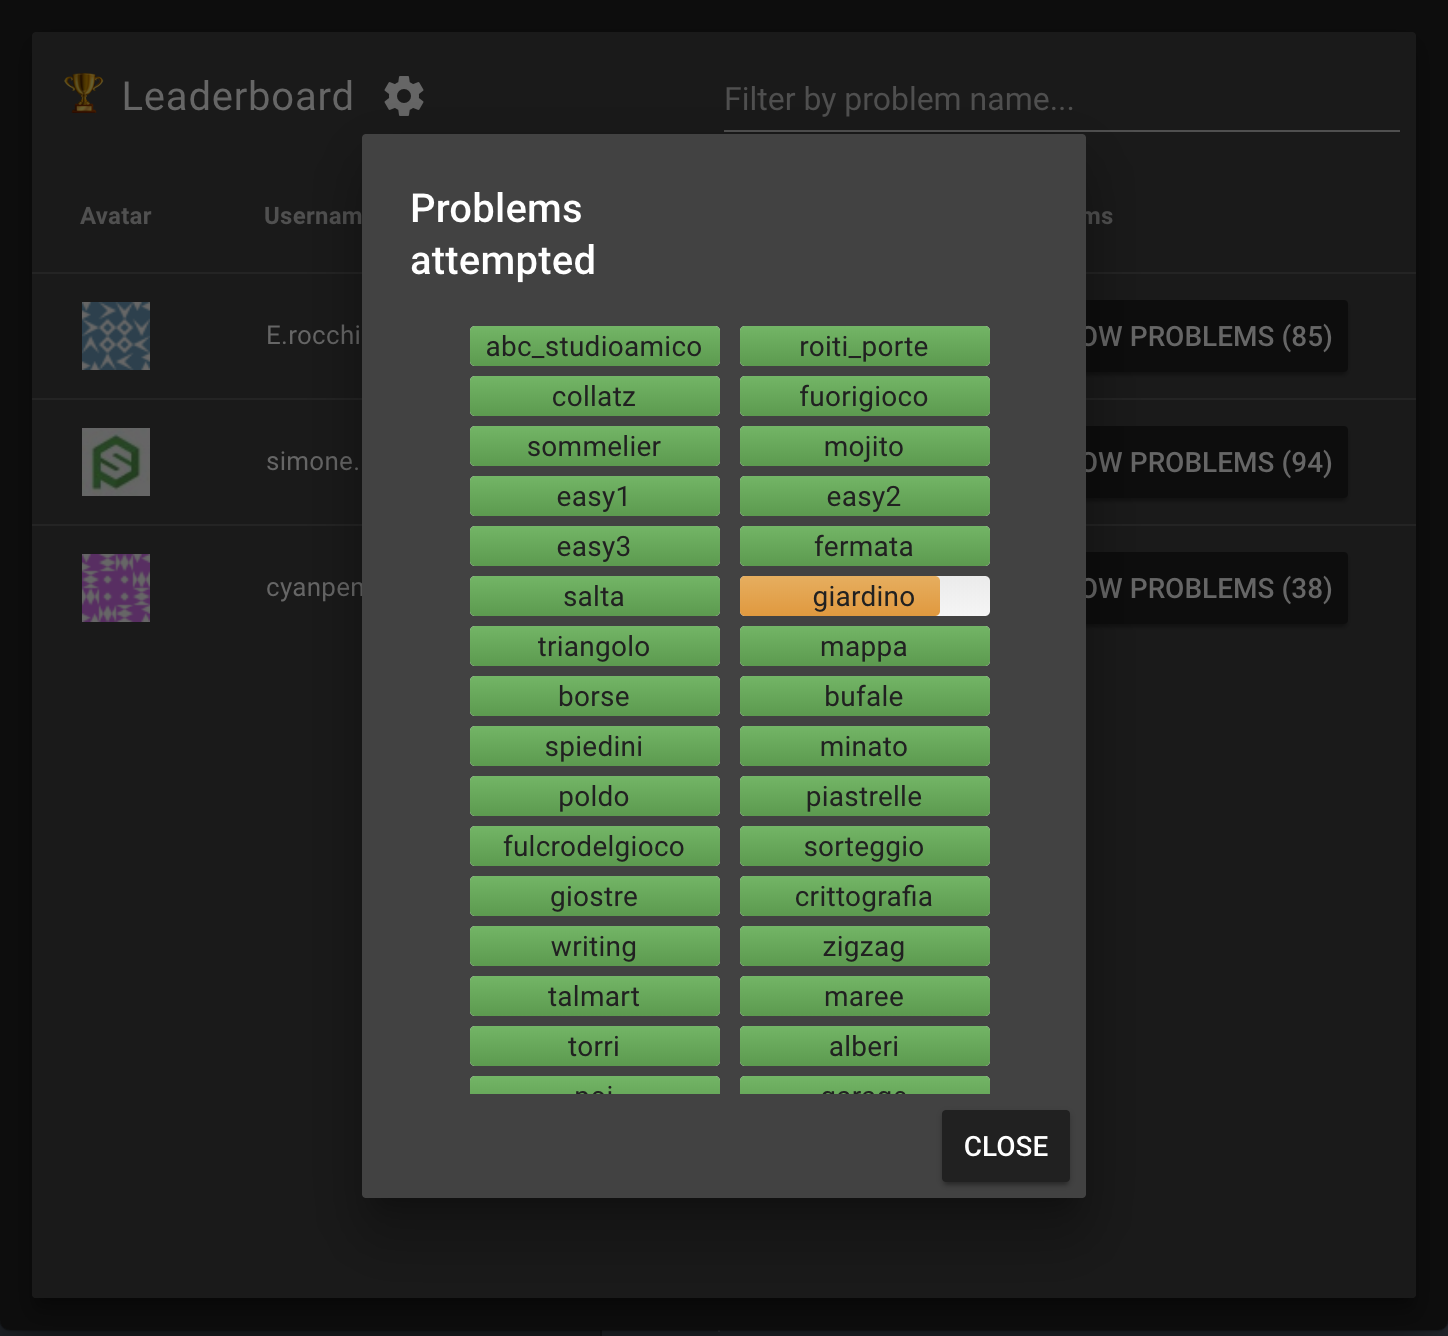 🏆 Leaderboard
Filter by problem name...
Avatar
Usernam
ms
E.rocchi
OW PROBLEMS (85)
simone.
OW PROBLEMS (94)
cyanpen
OW PROBLEMS (38)
Problems
attempted
abc_studioamico
roiti_porte
collatz
fuorigioco
sommelier
mojito
easy1
easy2
easy3
fermata
salta
giardino
triangolo
mappa
borse
bufale
spiedini
minato
poldo
piastrelle
fulcrodelgioco
sorteggio
giostre
crittografia
writing
zigzag
talmart
maree
torri
alberi
CLOSE